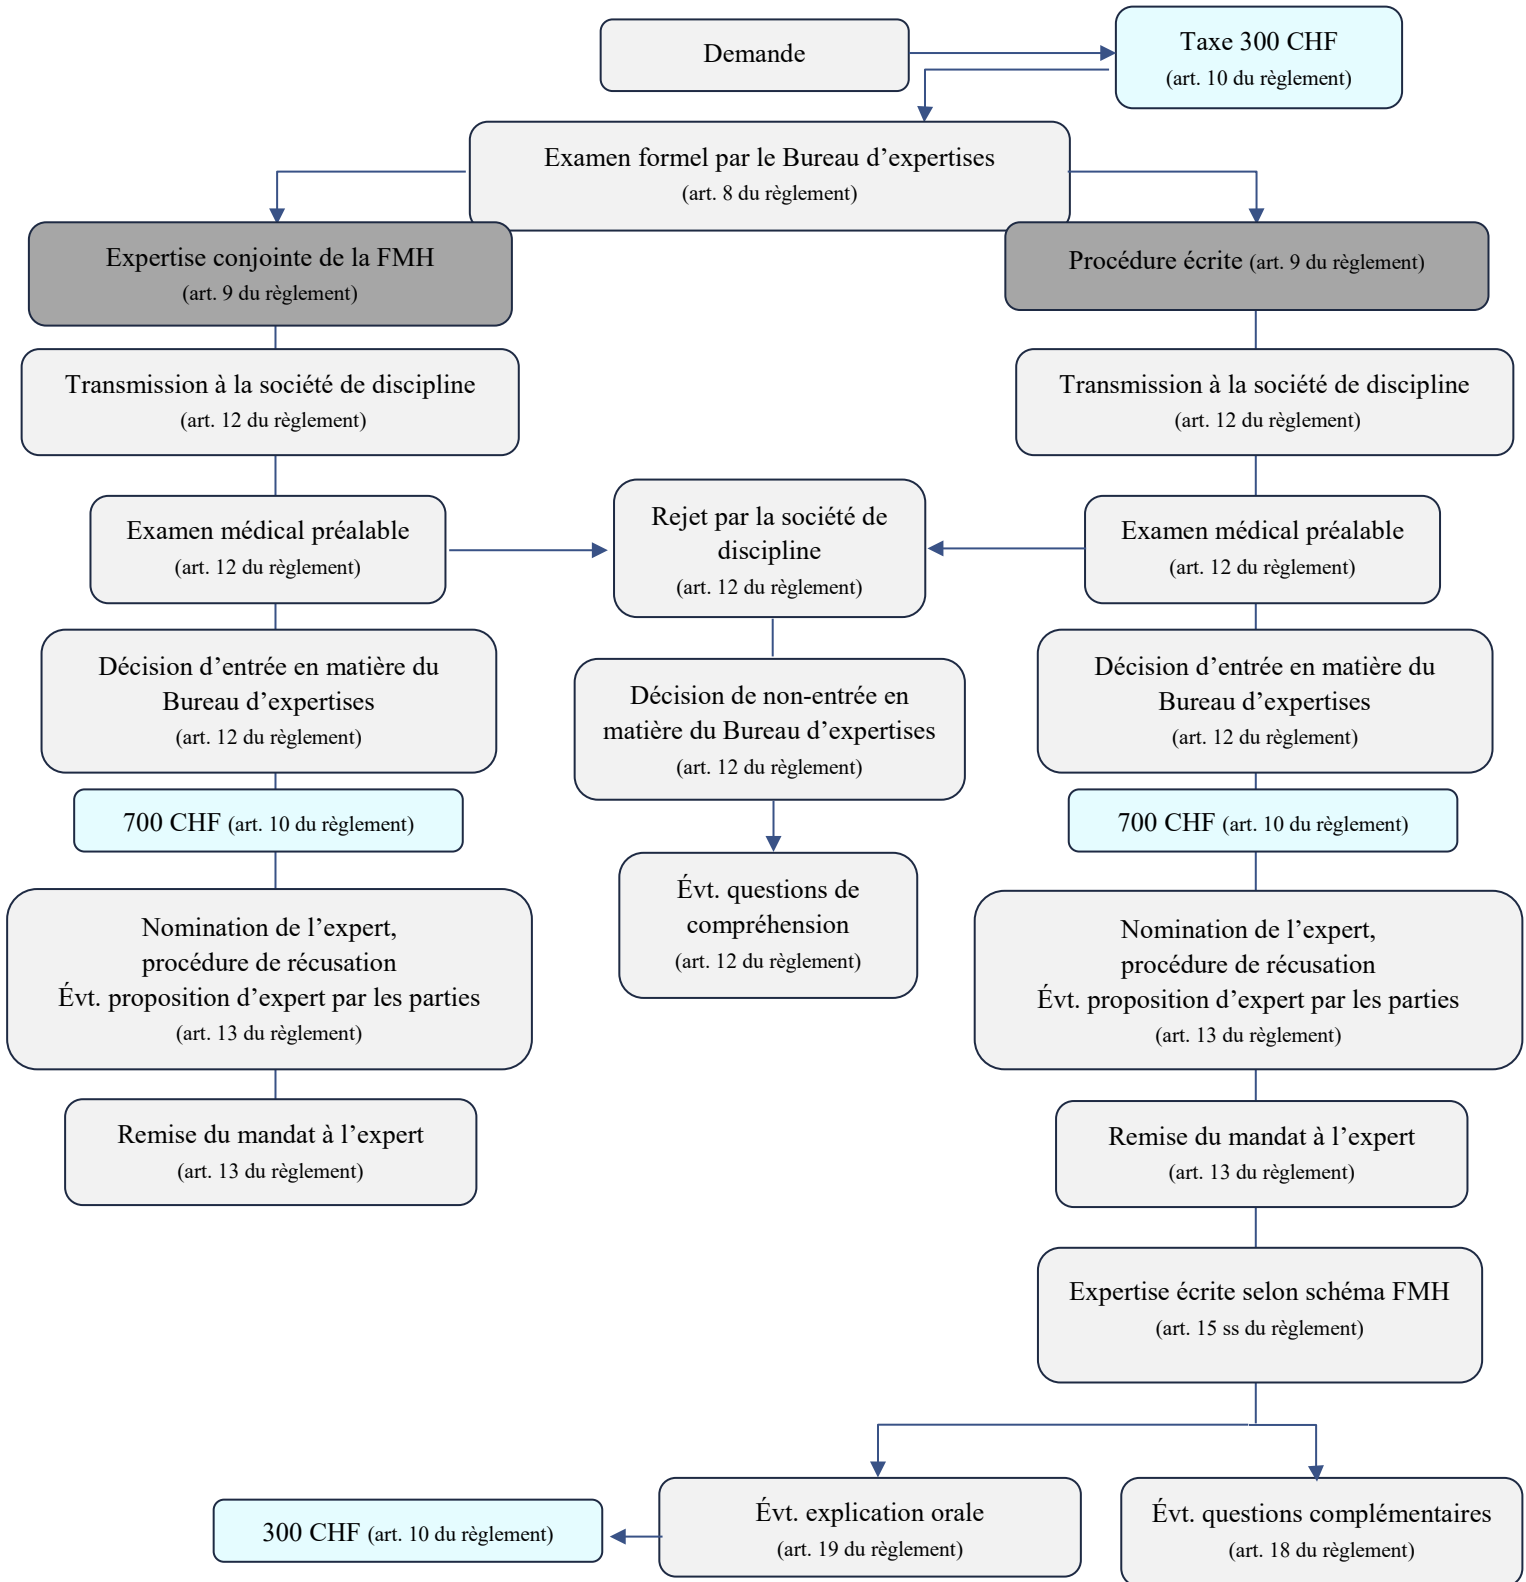 Demande
Taxe 300 CHF
(art. 10 du règlement)
Examen formel par le Bureau d’expertises
(art. 8 du règlement)
Expertise conjointe de la FMH
(art. 9 du règlement)
Procédure écrite (art. 9 du règlement)
Transmission à la société de discipline
(art. 12 du règlement)
Transmission à la société de discipline
(art. 12 du règlement)
Examen médical préalable
(art. 12 du règlement)
Rejet par la société de
discipline
(art. 12 du règlement)
Examen médical préalable
(art. 12 du règlement)
Décision d’entrée en matière du
Bureau d’expertises
(art. 12 du règlement)
Décision de non-entrée en
matière du Bureau d’expertises
(art. 12 du règlement)
Décision d’entrée en matière du
Bureau d’expertises
(art. 12 du règlement)
700 CHF (art. 10 du règlement)
700 CHF (art. 10 du règlement)
Évt. questions de
compréhension
(art. 12 du règlement)
Nomination de l’expert,
procédure de récusation
Évt. proposition d’expert par les parties
(art. 13 du règlement)
Nomination de l’expert,
procédure de récusation
Évt. proposition d’expert par les parties
(art. 13 du règlement)
Remise du mandat à l’expert
(art. 13 du règlement)
Remise du mandat à l’expert
(art. 13 du règlement)
Expertise écrite selon schéma FMH
(art. 15 ss du règlement)
300 CHF (art. 10 du règlement)
Évt. explication orale
(art. 19 du règlement)
Évt. questions complémentaires
(art. 18 du règlement)